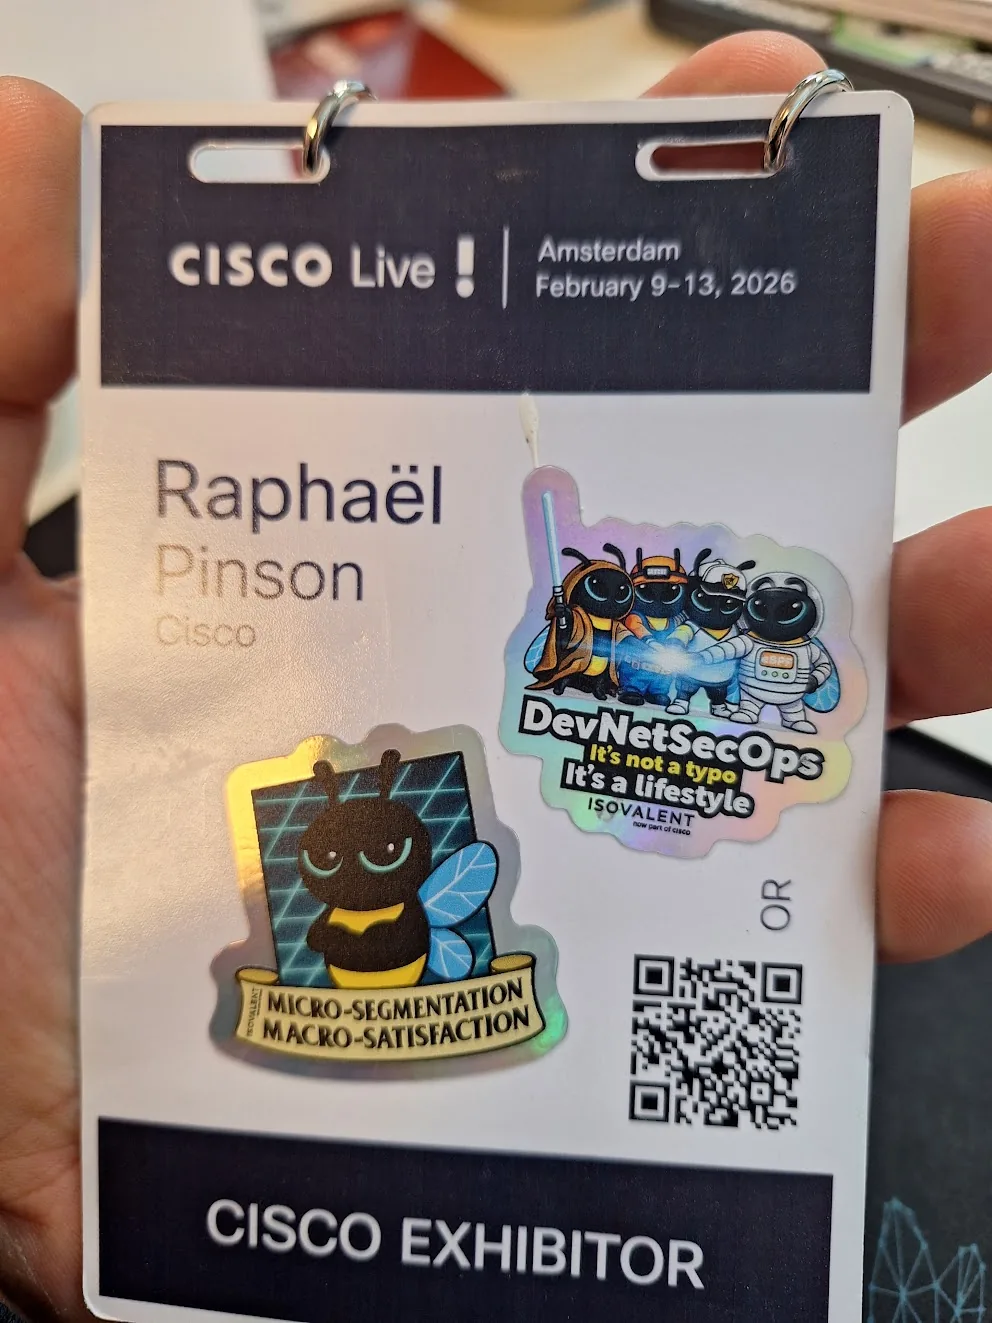 CISCO Live!
Amsterdam
February 9-13, 2026
Raphaël
Pinson
Cisco
DevNetSecOps
It's not a typo
It's a lifestyle
ISOVALENT
now part of cisco
ISOVALENT
MICRO-SEGMENTATION
MACRO-SATISFACTION
OR
CISCO EXHIBITOR